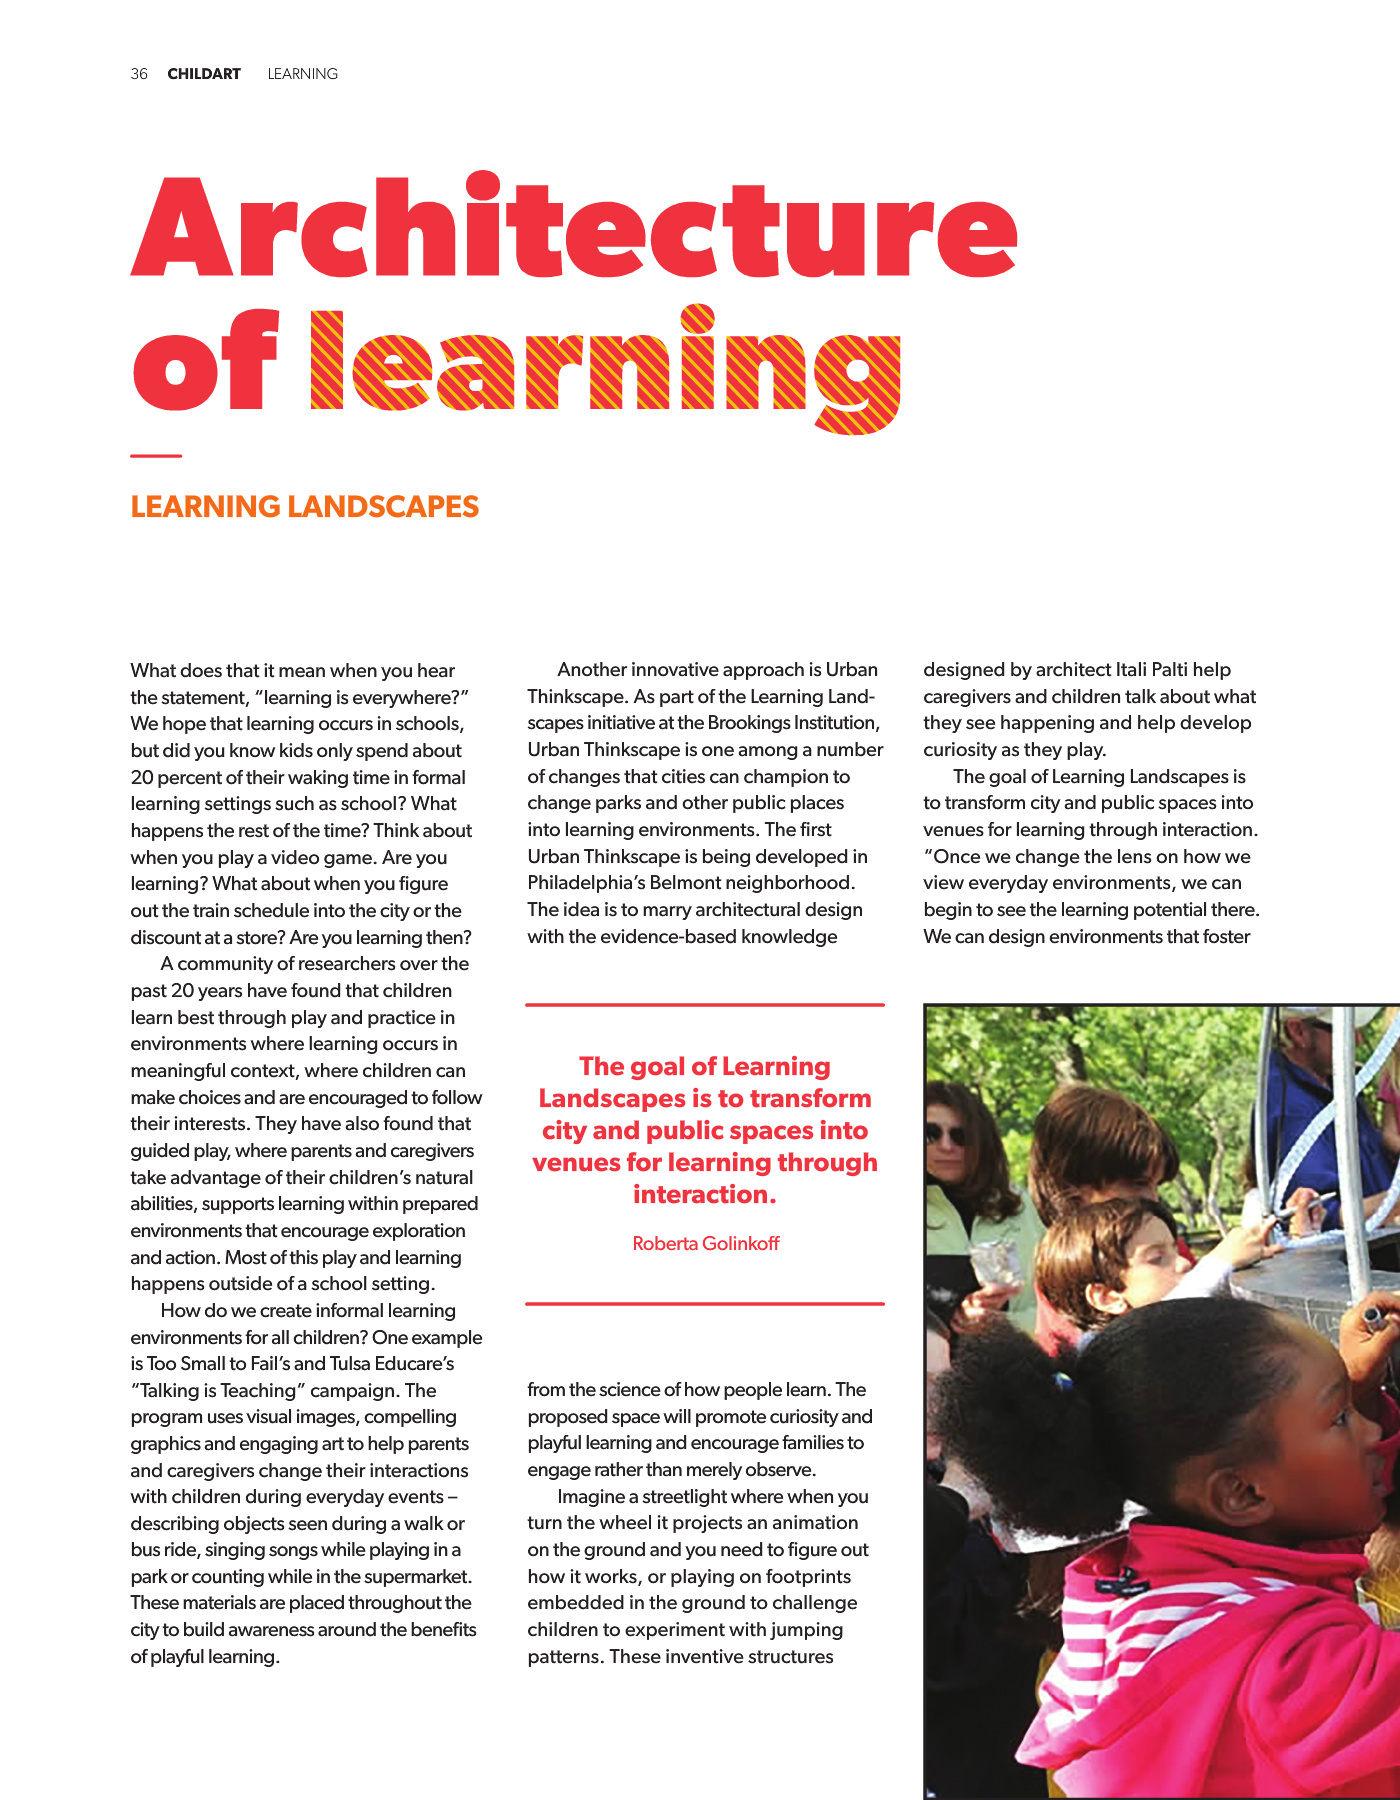 36 CHILDART LEARNING
Architecture
of learning
LEARNING LANDSCAPES
What does that it mean when you hear
the statement, “learning is everywhere?”
We hope that learning occurs in schools,
but did you know kids only spend about
20 percent of their waking time in formal
learning settings such as school? What
happens the rest of the time? Think about
when you play a video game. Are you
learning? What about when you figure
out the train schedule into the city or the
discount at a store? Are you learning then?
A community of researchers over the
past 20 years have found that children
learn best through play and practice in
environments where learning occurs in
meaningful context, where children can
make choices and are encouraged to follow
their interests. They have also found that
guided play, where parents and caregivers
take advantage of their children’s natural
abilities, supports learning within prepared
environments that encourage exploration
and action. Most of this play and learning
happens outside of a school setting.
How do we create informal learning
environments for all children? One example
is Too Small to Fail’s and Tulsa Educare’s
“Talking is Teaching” campaign. The
program uses visual images, compelling
graphics and engaging art to help parents
and caregivers change their interactions
with children during everyday events –
describing objects seen during a walk or
bus ride, singing songs while playing in a
park or counting while in the supermarket.
These materials are placed throughout the
city to build awareness around the benefits
of playful learning.
Another innovative approach is Urban
Thinkscape. As part of the Learning Land-
scapes initiative at the Brookings Institution,
Urban Thinkscape is one among a number
of changes that cities can champion to
change parks and other public places
into learning environments. The first
Urban Thinkscape is being developed in
Philadelphia’s Belmont neighborhood.
The idea is to marry architectural design
with the evidence-based knowledge
The goal of Learning
Landscapes is to transform
city and public spaces into
venues for learning through
interaction.
Roberta Golinkoff
from the science of how people learn. The
proposed space will promote curiosity and
playful learning and encourage families to
engage rather than merely observe.
Imagine a streetlight where when you
turn the wheel it projects an animation
on the ground and you need to figure out
how it works, or playing on footprints
embedded in the ground to challenge
children to experiment with jumping
patterns. These inventive structures
designed by architect Itali Palti help
caregivers and children talk about what
they see happening and help develop
curiosity as they play.
The goal of Learning Landscapes is
to transform city and public spaces into
venues for learning through interaction.
“Once we change the lens on how we
view everyday environments, we can
begin to see the learning potential there.
We can design environments that foster